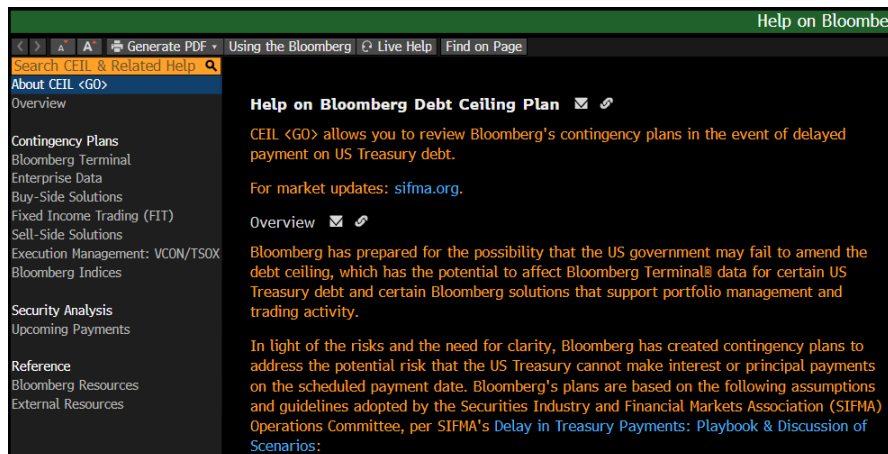 Help on Bloombe
Generate PDF Using the Bloomberg Live Help Find on Page
Search CEIL & Related Help
About CEIL <GO>
Overview
Contingency Plans
Bloomberg Terminal
Enterprise Data
Buy-Side Solutions
Fixed Income Trading (FIT)
Sell-Side Solutions
Execution Management: VCON/TSOX
Bloomberg Indices
Security Analysis
Upcoming Payments
Reference
Bloomberg Resources
External Resources
Help on Bloomberg Debt Ceiling Plan
CEIL <GO> allows you to review Bloomberg's contingency plans in the event of delayed
payment on US Treasury debt.
For market updates: sifma.org.
Overview
Bloomberg has prepared for the possibility that the US government may fail to amend the
debt ceiling, which has the potential to affect Bloomberg Terminal® data for certain US
Treasury debt and certain Bloomberg solutions that support portfolio management and
trading activity.
In light of the risks and the need for clarity, Bloomberg has created contingency plans to
address the potential risk that the US Treasury cannot make interest or principal payments
on the scheduled payment date. Bloomberg's plans are based on the following assumptions
and guidelines adopted by the Securities Industry and Financial Markets Association (SIFMA)
Operations Committee, per SIFMA's Delay in Treasury Payments: Playbook & Discussion of
Scenarios: